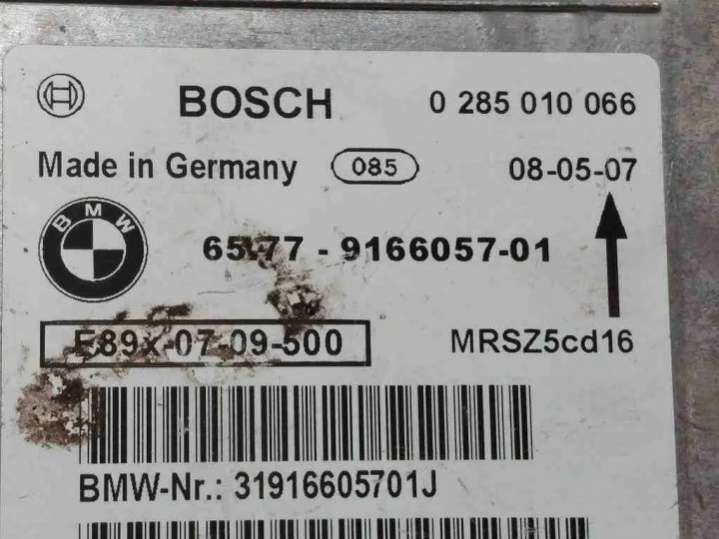 BOSCH 0 285 010 066
Made in Germany 085 08-05-07
BMW 65.77 - 9166057-01
E89x-07-09-500 MRSZ5cd16
BMW-Nr.: 31916605701J